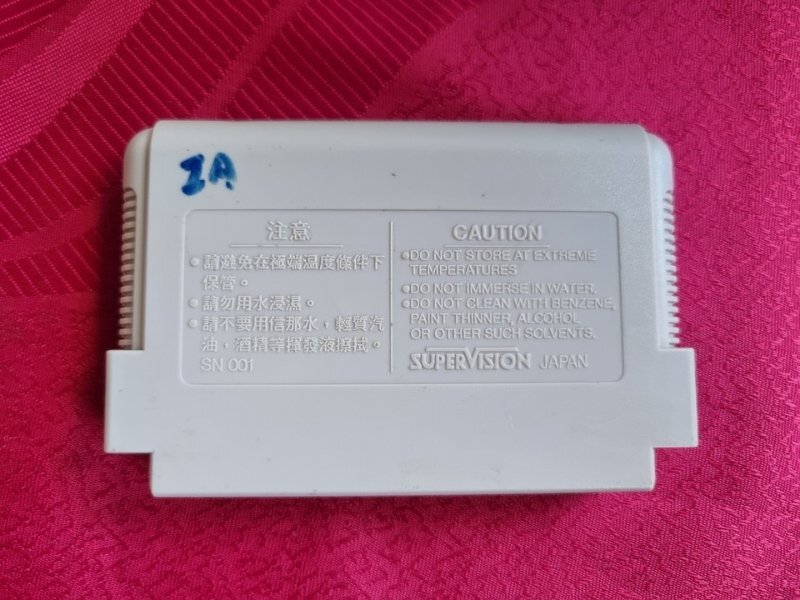 IA
注意
●請避免在極端温度條件下
保管。
●請勿用水浸濕。
●請不要用信那水，輕質汽
油，酒精等揮發液擦拭。
SN 001
CAUTION
●DO NOT STORE AT EXTREME
TEMPERATURES
●DO NOT IMMERSE IN WATER.
●DO NOT CLEAN WITH BENZENE,
PAINT THINNER, ALCOHOL
OR OTHER SUCH SOLVENTS.
SUPERVISION JAPAN